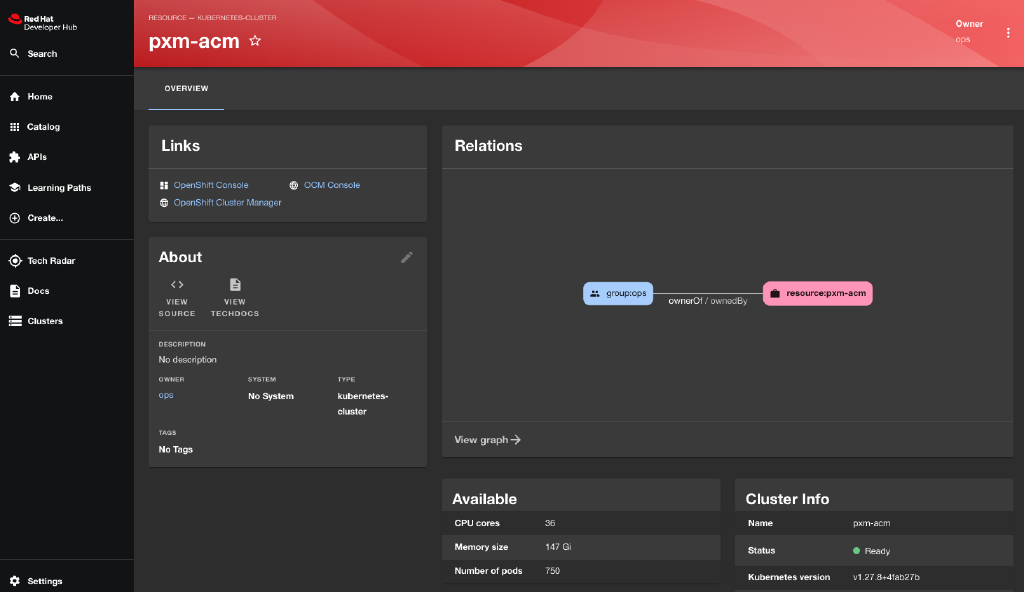 Red Hat
Developer Hub
Search
Home
Catalog
APIs
Learning Paths
Create...
Tech Radar
Docs
Clusters
Settings
RESOURCE — KUBERNETES-CLUSTER
pxm-acm
Owner
ops
OVERVIEW
Links
OpenShift Console
OCM Console
OpenShift Cluster Manager
About
VIEW SOURCE
VIEW TECHDOCS
DESCRIPTION
No description
OWNER
ops
SYSTEM
No System
TYPE
kubernetes-
cluster
TAGS
No Tags
Relations
group:ops
ownerOf / ownedBy
resource:pxm-acm
View graph
Available
CPU cores 36
Memory size 147 Gi
Number of pods 750
Cluster Info
Name pxm-acm
Status Ready
Kubernetes version v1.27.8+4fab27b